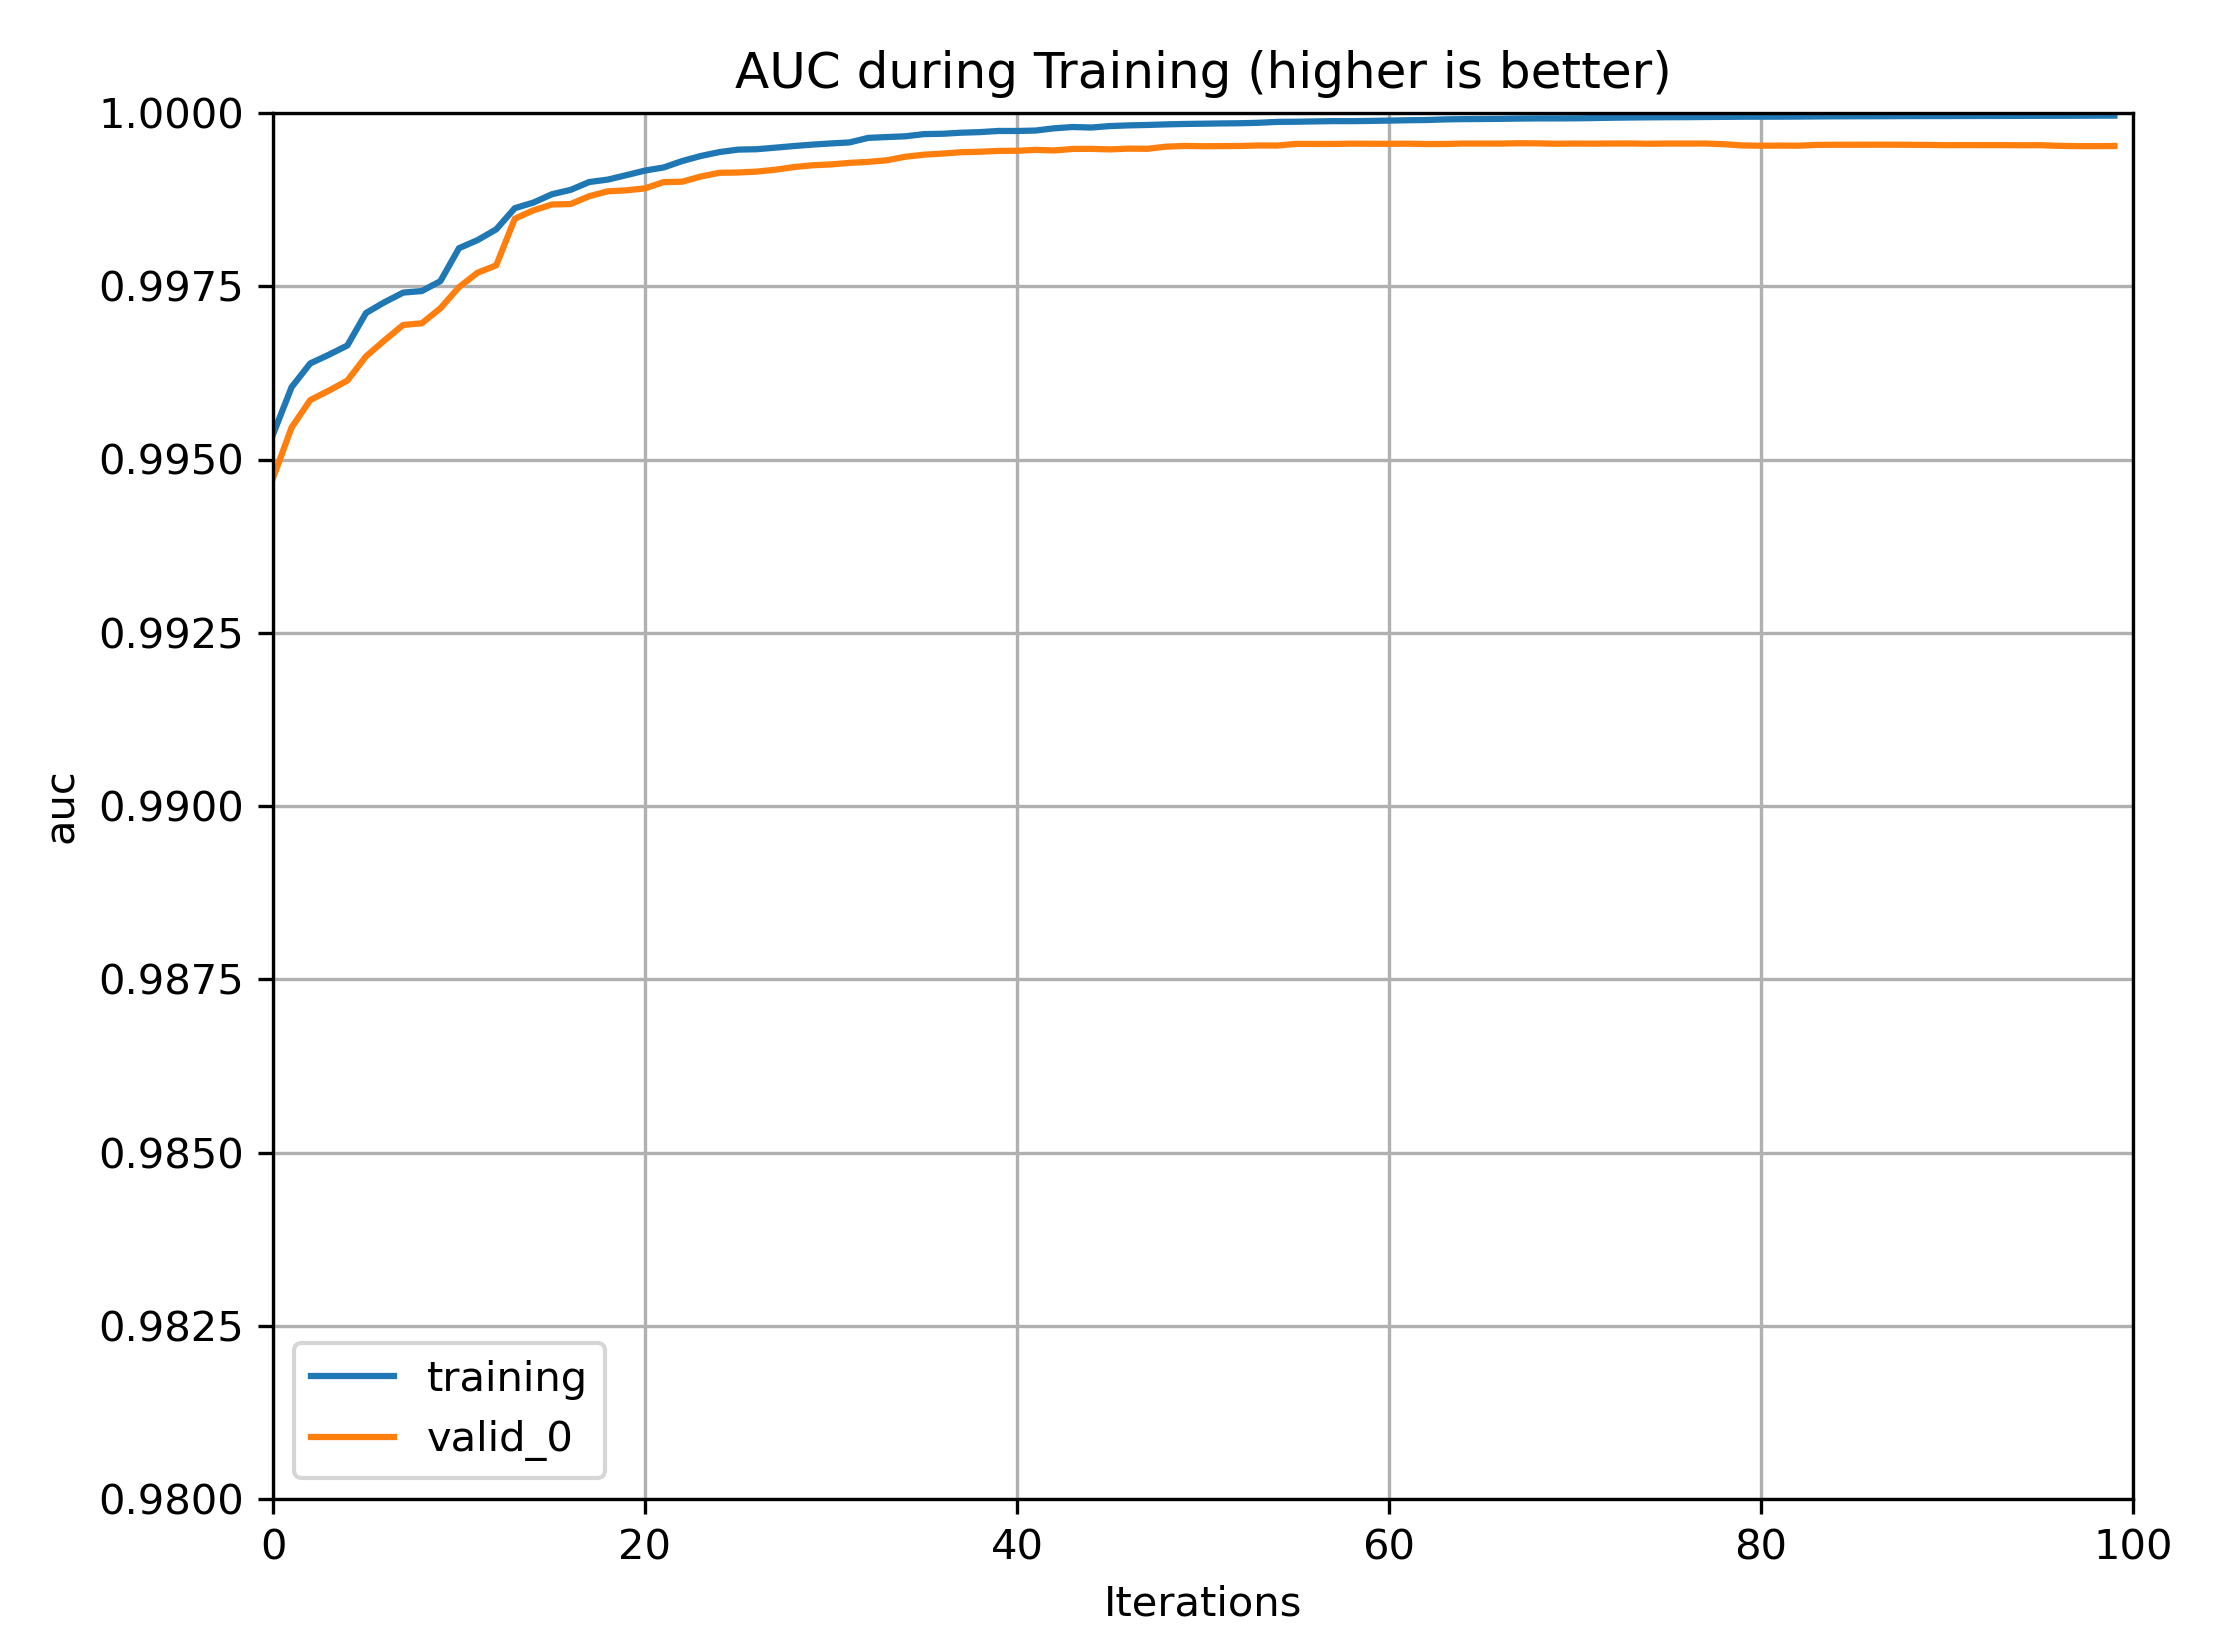 AUC during Training (higher is better)
1.0000
0.9975
0.9950
0.9925
0.9900
0.9875
0.9850
0.9825
0.9800
auc
training
valid_0
0 20 40 60 80 100
Iterations